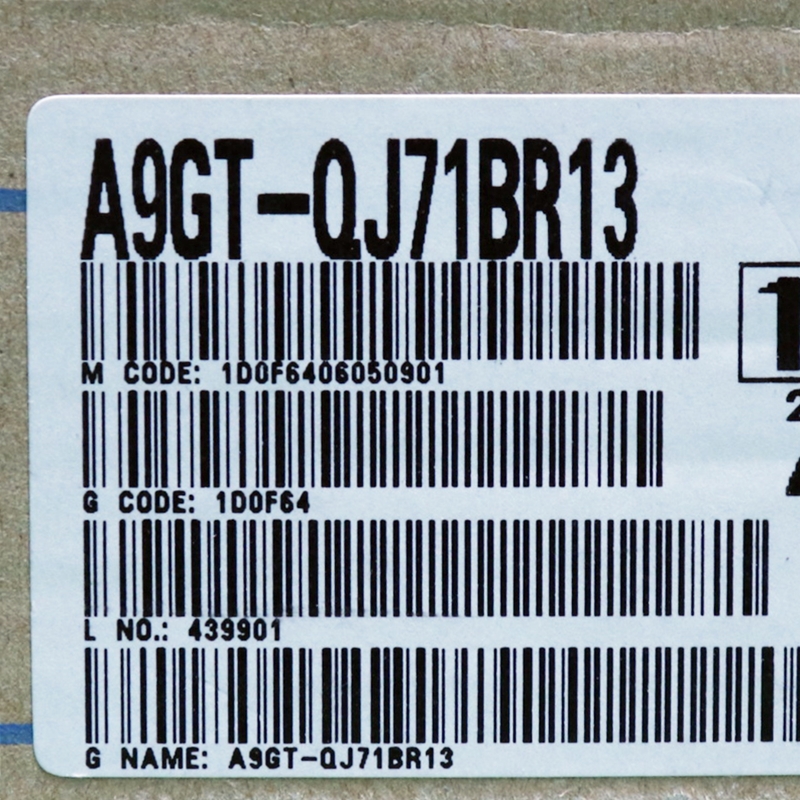 A9GT-QJ71BR13
M CODE: 1D0F6406050901
G CODE: 1D0F64
L NO.: 439901
G NAME: A9GT-QJ71BR13